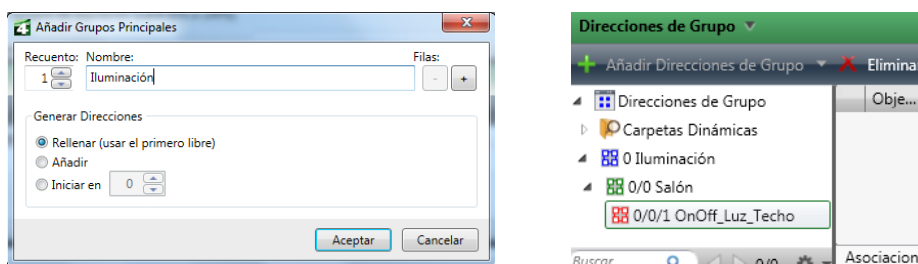 Añadir Grupos Principales
Recuento: Nombre: Filas:
1 Iluminación - +
Generar Direcciones
Rellenar (usar el primero libre)
Añadir
Iniciar en 0
Aceptar Cancelar
Direcciones de Grupo
Añadir Direcciones de Grupo Elimina
Direcciones de Grupo Obje...
Carpetas Dinámicas
0 Iluminación
0/0 Salón
0/0/1 OnOff_Luz_Techo
Buscar 0/0 Asociacion